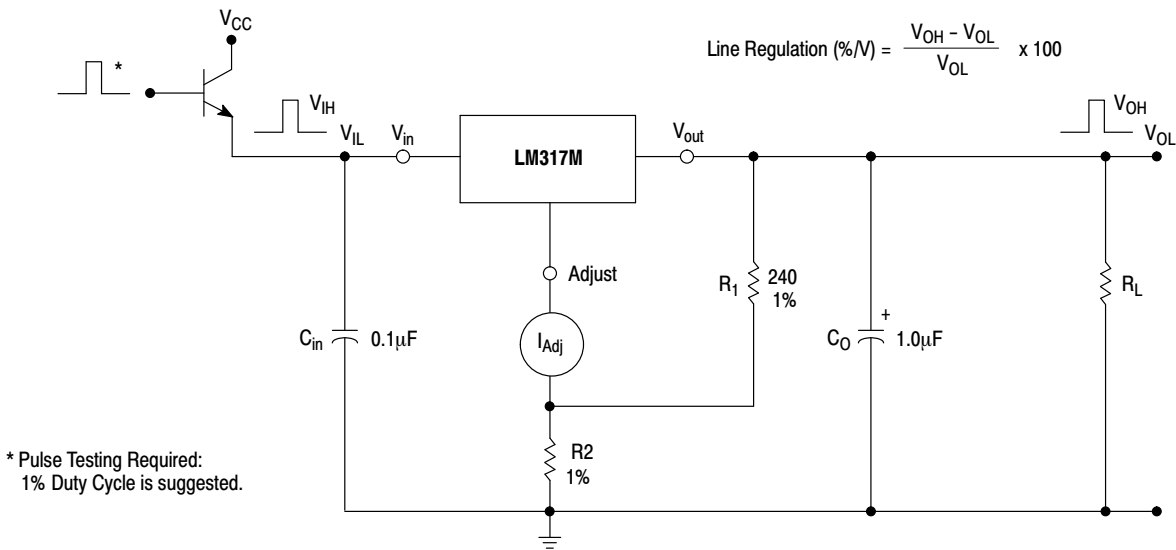 V_CC
Line Regulation (%/V) = (V_OH – V_OL) / V_OL x 100
*
V_IH
V_IL
V_in
LM317M
V_out
V_OH
V_OL
Adjust
R_1
240
1%
R_L
C_in
0.1µF
I_Adj
C_O
+
1.0µF
R2
1%
* Pulse Testing Required:
1% Duty Cycle is suggested.